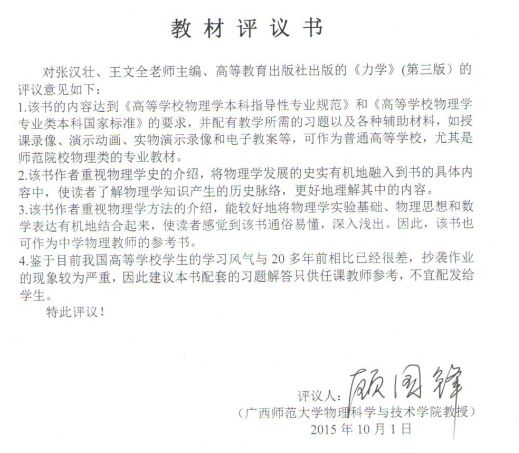 教材评议书
对张汉壮、王文全老师主编、高等教育出版社出版的《力学》(第三版)的
评议意见如下：
1.该书的内容达到《高等学校物理学本科指导性专业规范》和《高等学校物理学
专业类本科国家标准》的要求，并配有教学所需的习题以及各种辅助材料，如授
课录像、演示动画、实物演示录像和电子教案等，可作为普通高等学校，尤其是
师范院校物理类的专业教材。
2.该书作者重视物理学史的介绍，将物理学发展的史实有机地融入到书的具体内
容中，使读者了解物理学知识产生的历史脉络，更好地理解其中的内容。
3.该书作者重视物理学方法的介绍，能较好地将物理学实验基础、物理思想和数
学表达有机地结合起来，使读者感觉到该书通俗易懂，深入浅出。因此，该书也
可作为中学物理教师的参考书。
4.鉴于目前我国高等学校学生的学习风气与 20 多年前相比已经很差，抄袭作业
的现象较为严重，因此建议本书配套的习题解答只供任课教师参考，不宜配发给
学生。
特此评议！
评议人：顾国锋
（广西师范大学物理科学与技术学院教授）
2015 年 10 月 1 日